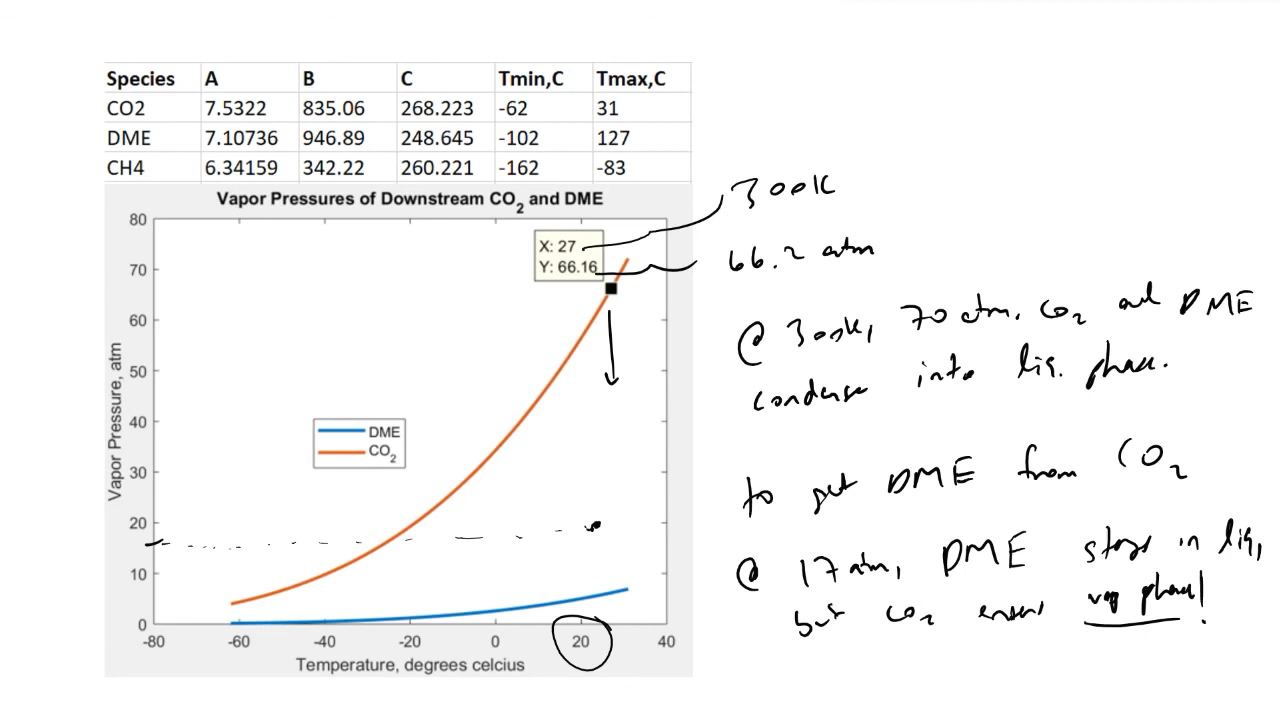 Species A B C Tmin,C Tmax,C
CO2 7.5322 835.06 268.223 -62 31
DME 7.10736 946.89 248.645 -102 127
CH4 6.34159 342.22 260.221 -162 -83
Vapor Pressures of Downstream CO2 and DME
80
70
60
50
40
30
20
10
0
Vapor Pressure, atm
X: 27
Y: 66.16
DME
CO2
-80 -60 -40 -20 0 20 40
Temperature, degrees celcius
300K
66.2 atm
@ 300K, 70 atm, CO2 and DME
condense into liq. phase.
to get DME from CO2
@ 17 atm, DME stays in liq,
but CO2 enters vap phase!